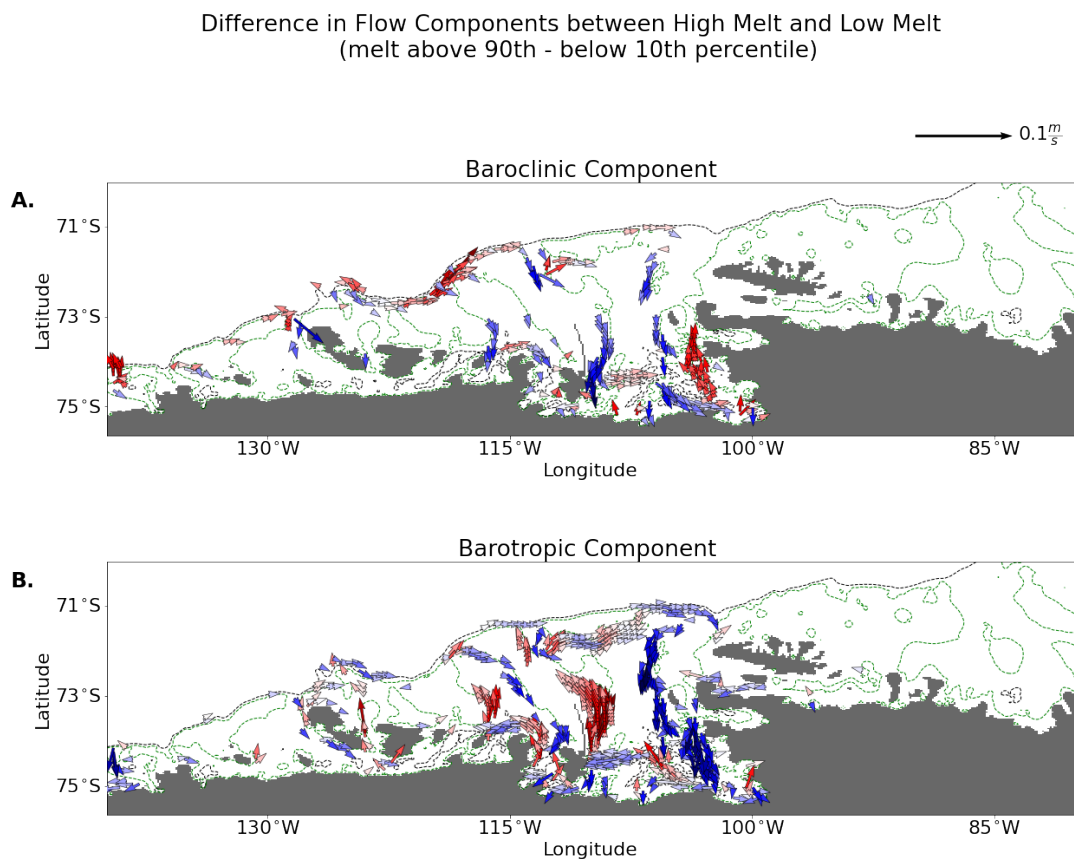 Difference in Flow Components between High Melt and Low Melt
(melt above 90th - below 10th percentile)
0.1 m/s
Baroclinic Component
A.
71°S
73°S
75°S
Latitude
130°W
115°W
100°W
85°W
Longitude
Barotropic Component
B.
71°S
73°S
75°S
Latitude
130°W
115°W
100°W
85°W
Longitude